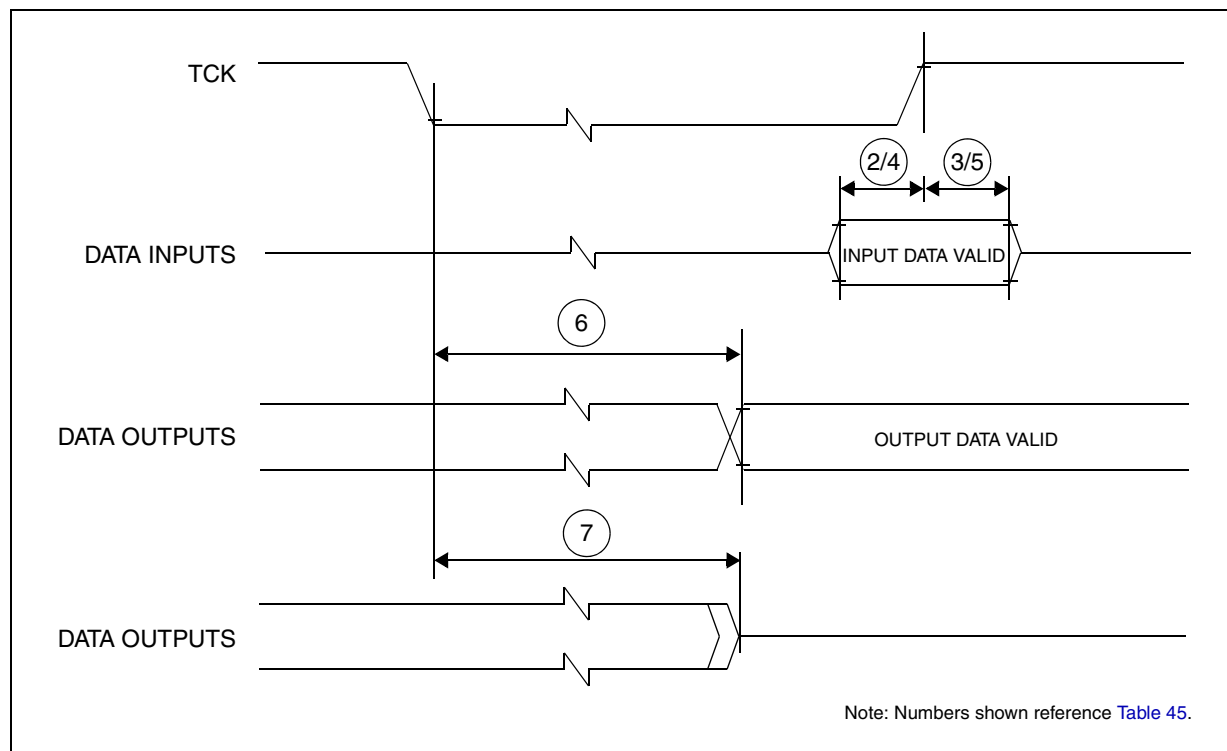 TCK
2/4
3/5
DATA INPUTS
INPUT DATA VALID
6
DATA OUTPUTS
OUTPUT DATA VALID
7
DATA OUTPUTS
Note: Numbers shown reference Table 45.